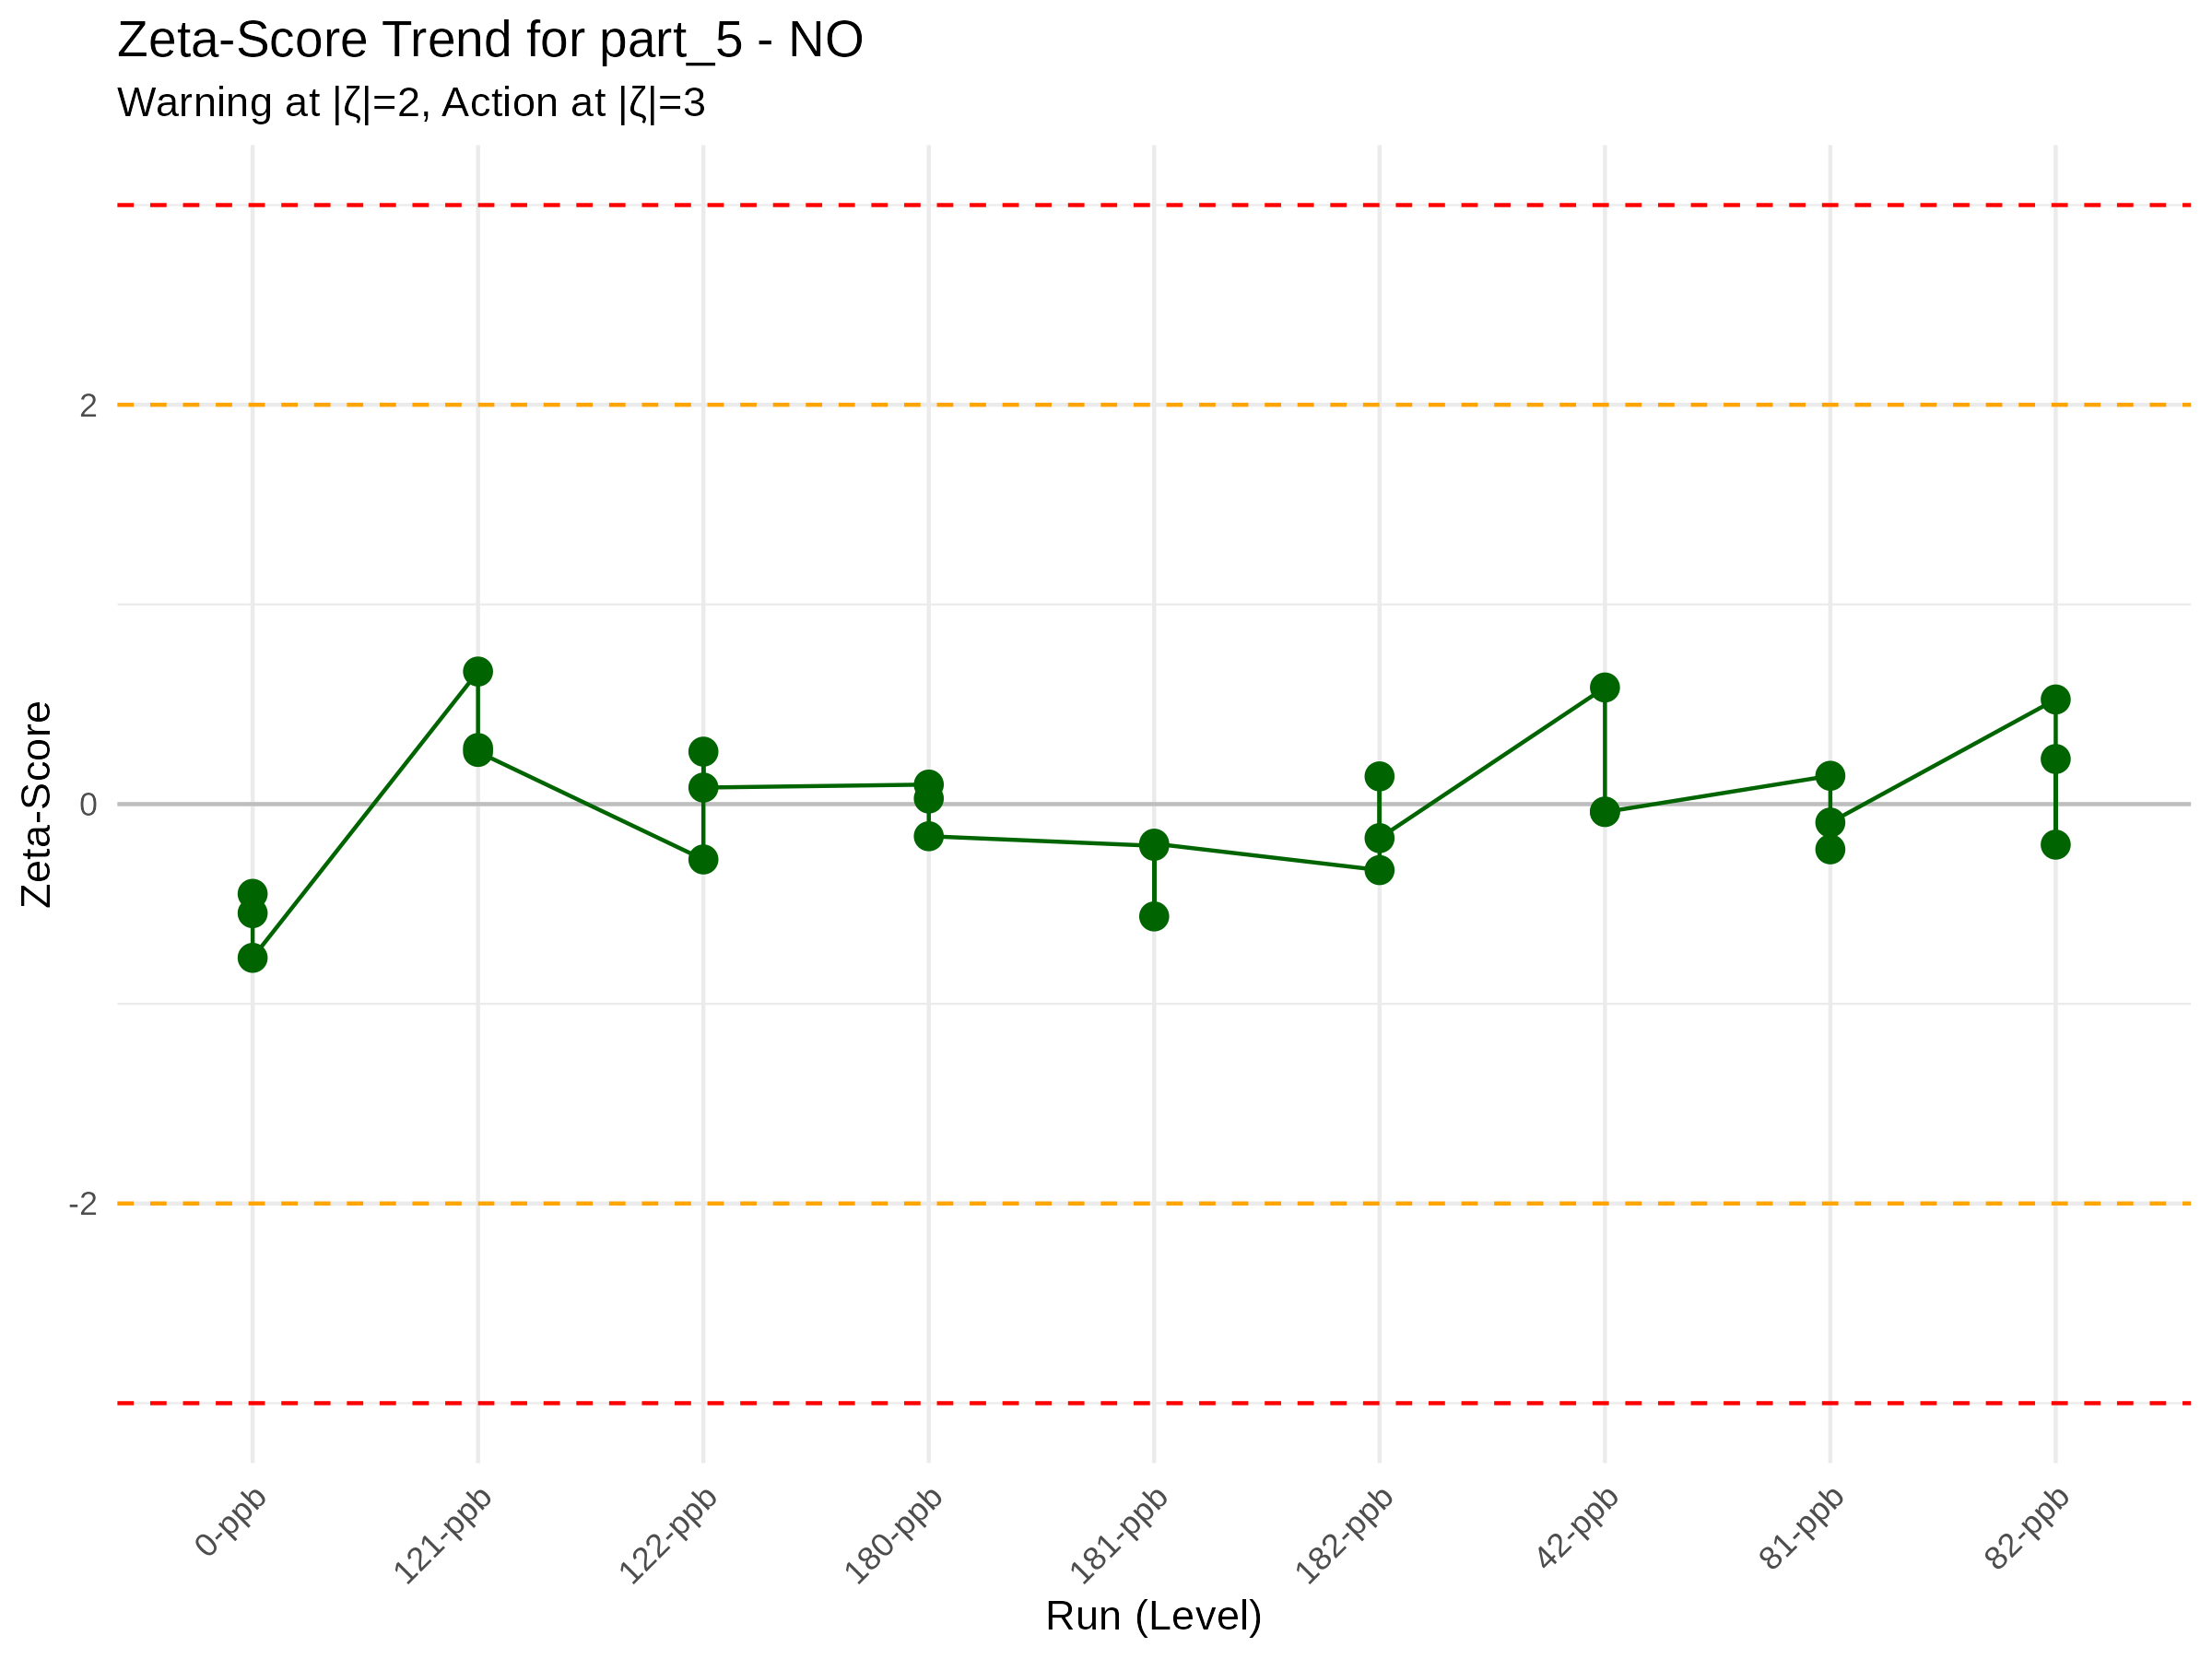 Zeta-Score Trend for part_5 - NO
Warning at |ζ|=2, Action at |ζ|=3
Zeta-Score
2
0
-2
0-ppb
121-ppb
122-ppb
180-ppb
181-ppb
182-ppb
42-ppb
81-ppb
82-ppb
Run (Level)